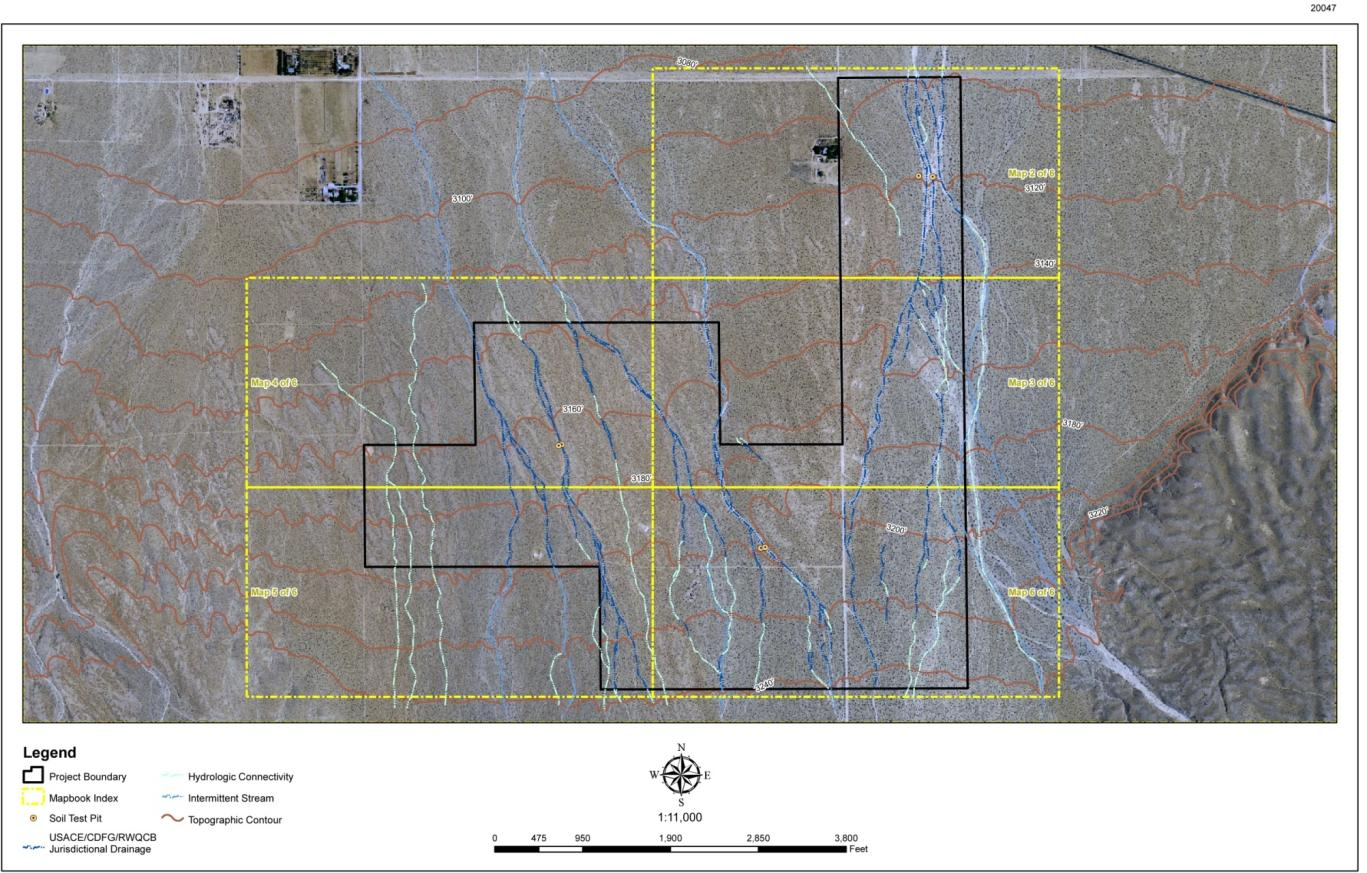 20047
3080'
Map 2 of 6
3120'
3100'
3140'
Map 4 of 6
Map 3 of 6
3160'
3180'
3180'
3200'
3220'
Map 5 of 6
Map 6 of 6
3240'
Legend
Project Boundary
Mapbook Index
Soil Test Pit
USACE/CDFG/RWQCB
Jurisdictional Drainage
Hydrologic Connectivity
Intermittent Stream
Topographic Contour
N
W E
S
1:11,000
0 475 950 1,900 2,850 3,800
Feet